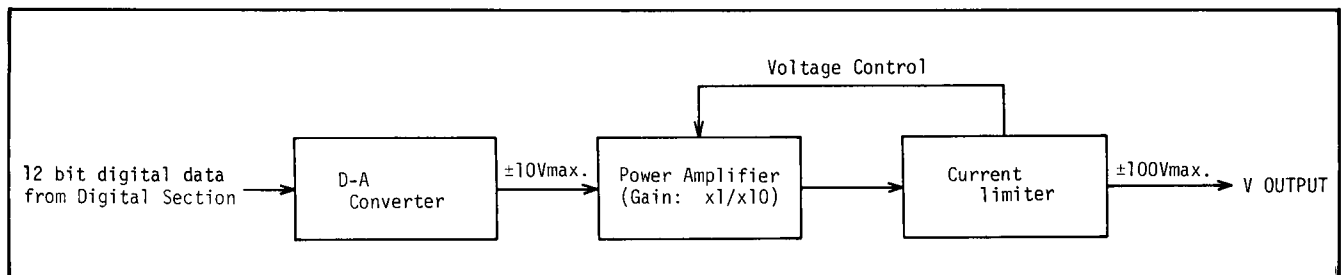 Voltage Control
12 bit digital data
from Digital Section
D-A
Converter
±10Vmax.
Power Amplifier
(Gain: x1/x10)
Current
limiter
±100Vmax.
V OUTPUT